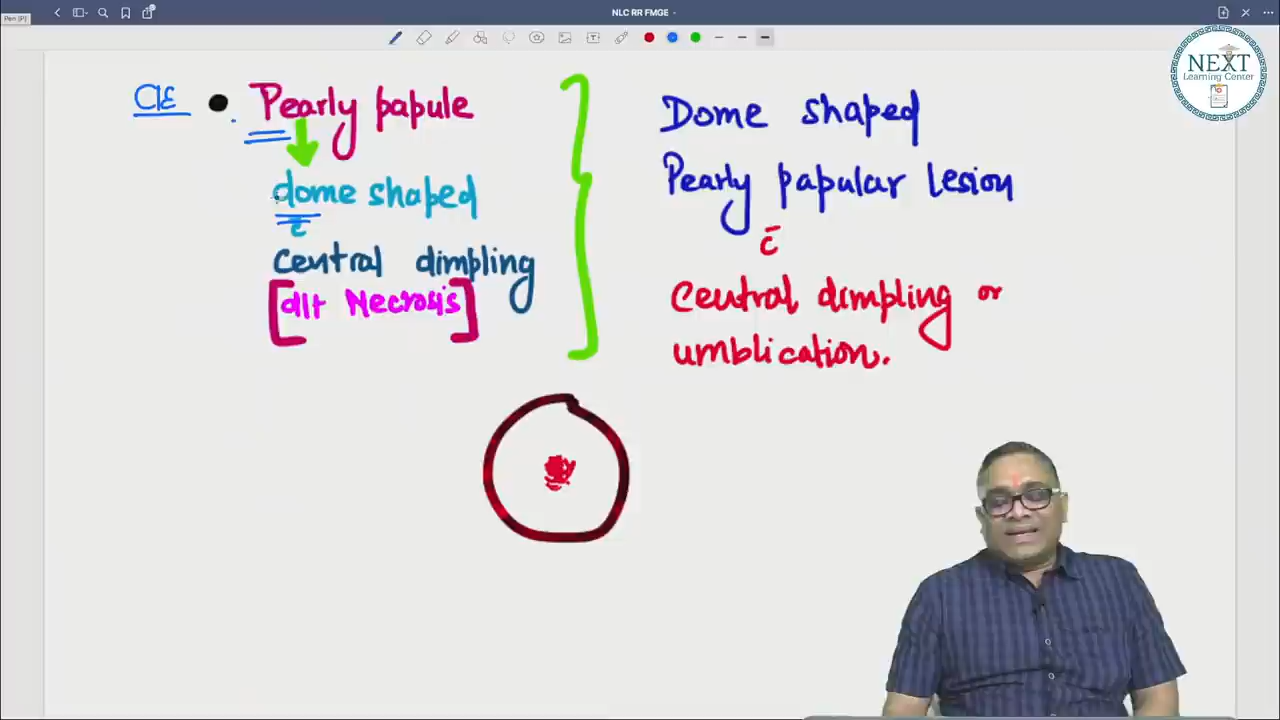 Pen (P)
NLC RR FMGE
NEXT
Learning Center
C/E
Pearly papule
dome shaped
c̄
Central dimpling
[d/t Necrosis]
Dome shaped
Pearly papular lesion
c̄
Central dimpling or
umblication.